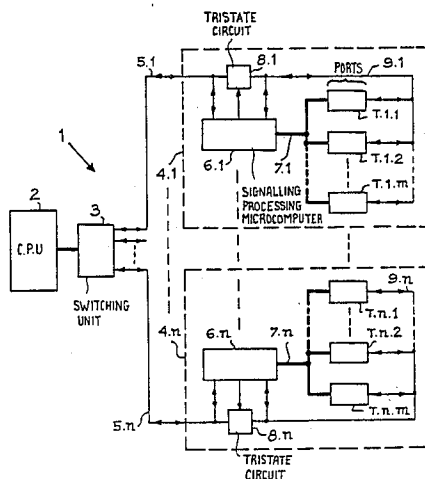 TRISTATE
CIRCUIT
8.1
9.1
5.1
PORTS
T.1.1
T.1.2
T.1.m
6.1
7.1
SIGNALLING
PROCESSING
MICROCOMPUTER
4.1
1
2
3
C.P.U
SWITCHING
UNIT
9.n
T.n.1
T.n.2
T.n.m
6.n
7.n
4.n
5.n
8.n
TRISTATE
CIRCUIT